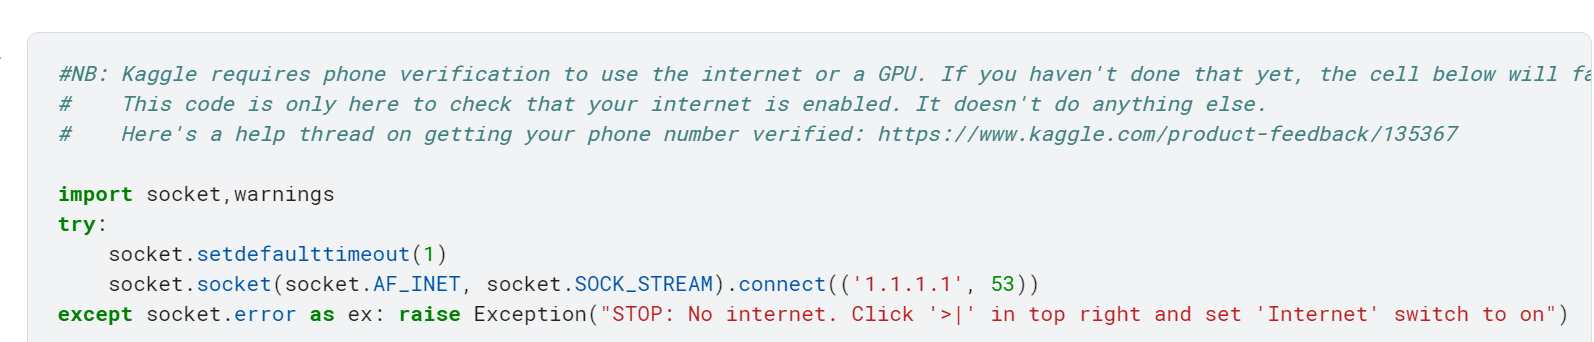 #NB: Kaggle requires phone verification to use the internet or a GPU. If you haven't done that yet, the cell below will
#    This code is only here to check that your internet is enabled. It doesn't do anything else.
#    Here's a help thread on getting your phone number verified: https://www.kaggle.com/product-feedback/135367

import socket,warnings
try:
    socket.setdefaulttimeout(1)
    socket.socket(socket.AF_INET, socket.SOCK_STREAM).connect(('1.1.1.1', 53))
except socket.error as ex: raise Exception("STOP: No internet. Click '>|' in top right and set 'Internet' switch to on")